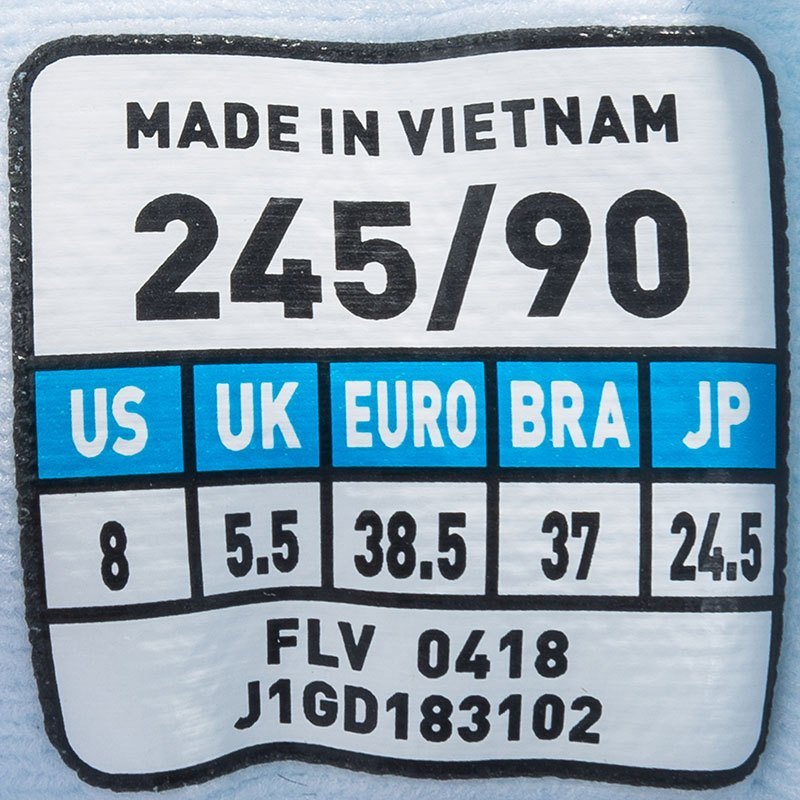 MADE IN VIETNAM
245/90
US UK EURO BRA JP
8 5.5 38.5 37 24.5
FLV 0418
J1GD183102